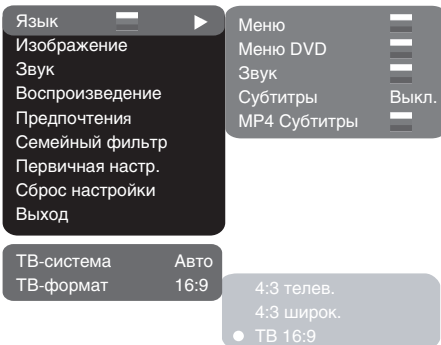 Язык
Изображение
Звук
Воспроизведение
Предпочтения
Семейный фильтр
Первичная настр.
Сброс настройки
Выход
Меню
Меню DVD
Звук
Субтитры Выкл.
MP4 Субтитры
ТВ-система Авто
ТВ-формат 16:9
4:3 телев.
4:3 широк.
ТВ 16:9